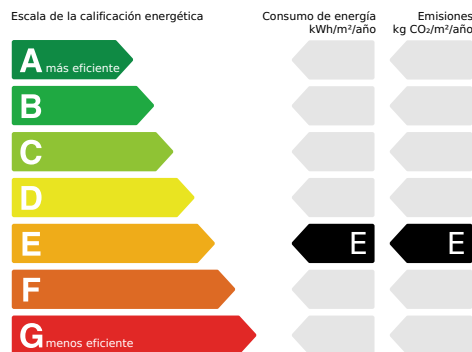 Escala de la calificación energética
Consumo de energía
kWh/m²/año
Emisiones
kg CO₂/m²/año
A más eficiente
B
C
D
E E E
F
G menos eficiente